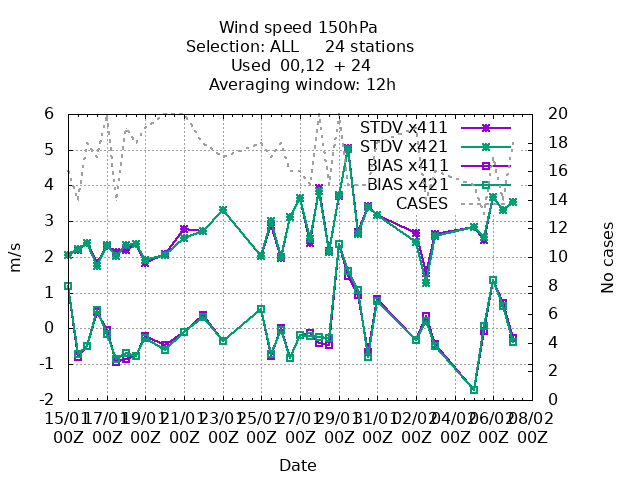 Wind speed 150hPa
Selection: ALL 24 stations
Used 00,12 + 24
Averaging window: 12h
6
5
4
3
2
1
0
-1
-2
m/s
STDV x411
STDV x421
BIAS x411
BIAS x421
CASES
20
18
16
14
12
10
8
6
4
2
0
No cases
15/01 17/01 19/01 21/01 23/01 25/01 27/01 29/01 31/01 02/02 04/02 06/02 08/02
00Z 00Z 00Z 00Z 00Z 00Z 00Z 00Z 00Z 00Z 00Z 00Z 00Z
Date